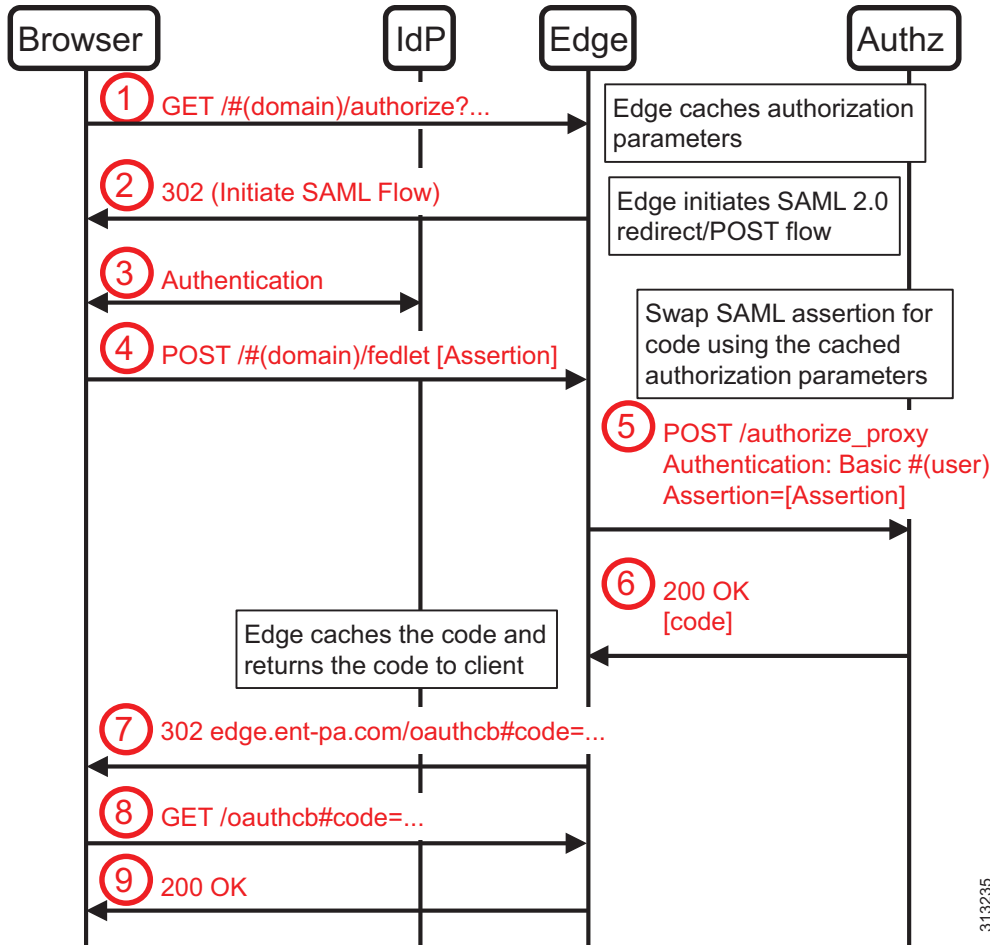 Browser
IdP
Edge
Authz
1
GET /#(domain)/authorize?...
Edge caches authorization
parameters
2
302 (Initiate SAML Flow)
Edge initiates SAML 2.0
redirect/POST flow
3
Authentication
Swap SAML assertion for
code using the cached
authorization parameters
4
POST /#(domain)/fedlet [Assertion]
5
POST /authorize_proxy
Authentication: Basic #(user)
Assertion=[Assertion]
6
200 OK
[code]
Edge caches the code and
returns the code to client
7
302 edge.ent-pa.com/oauthcb#code=...
8
GET /oauthcb#code=...
9
200 OK
313235